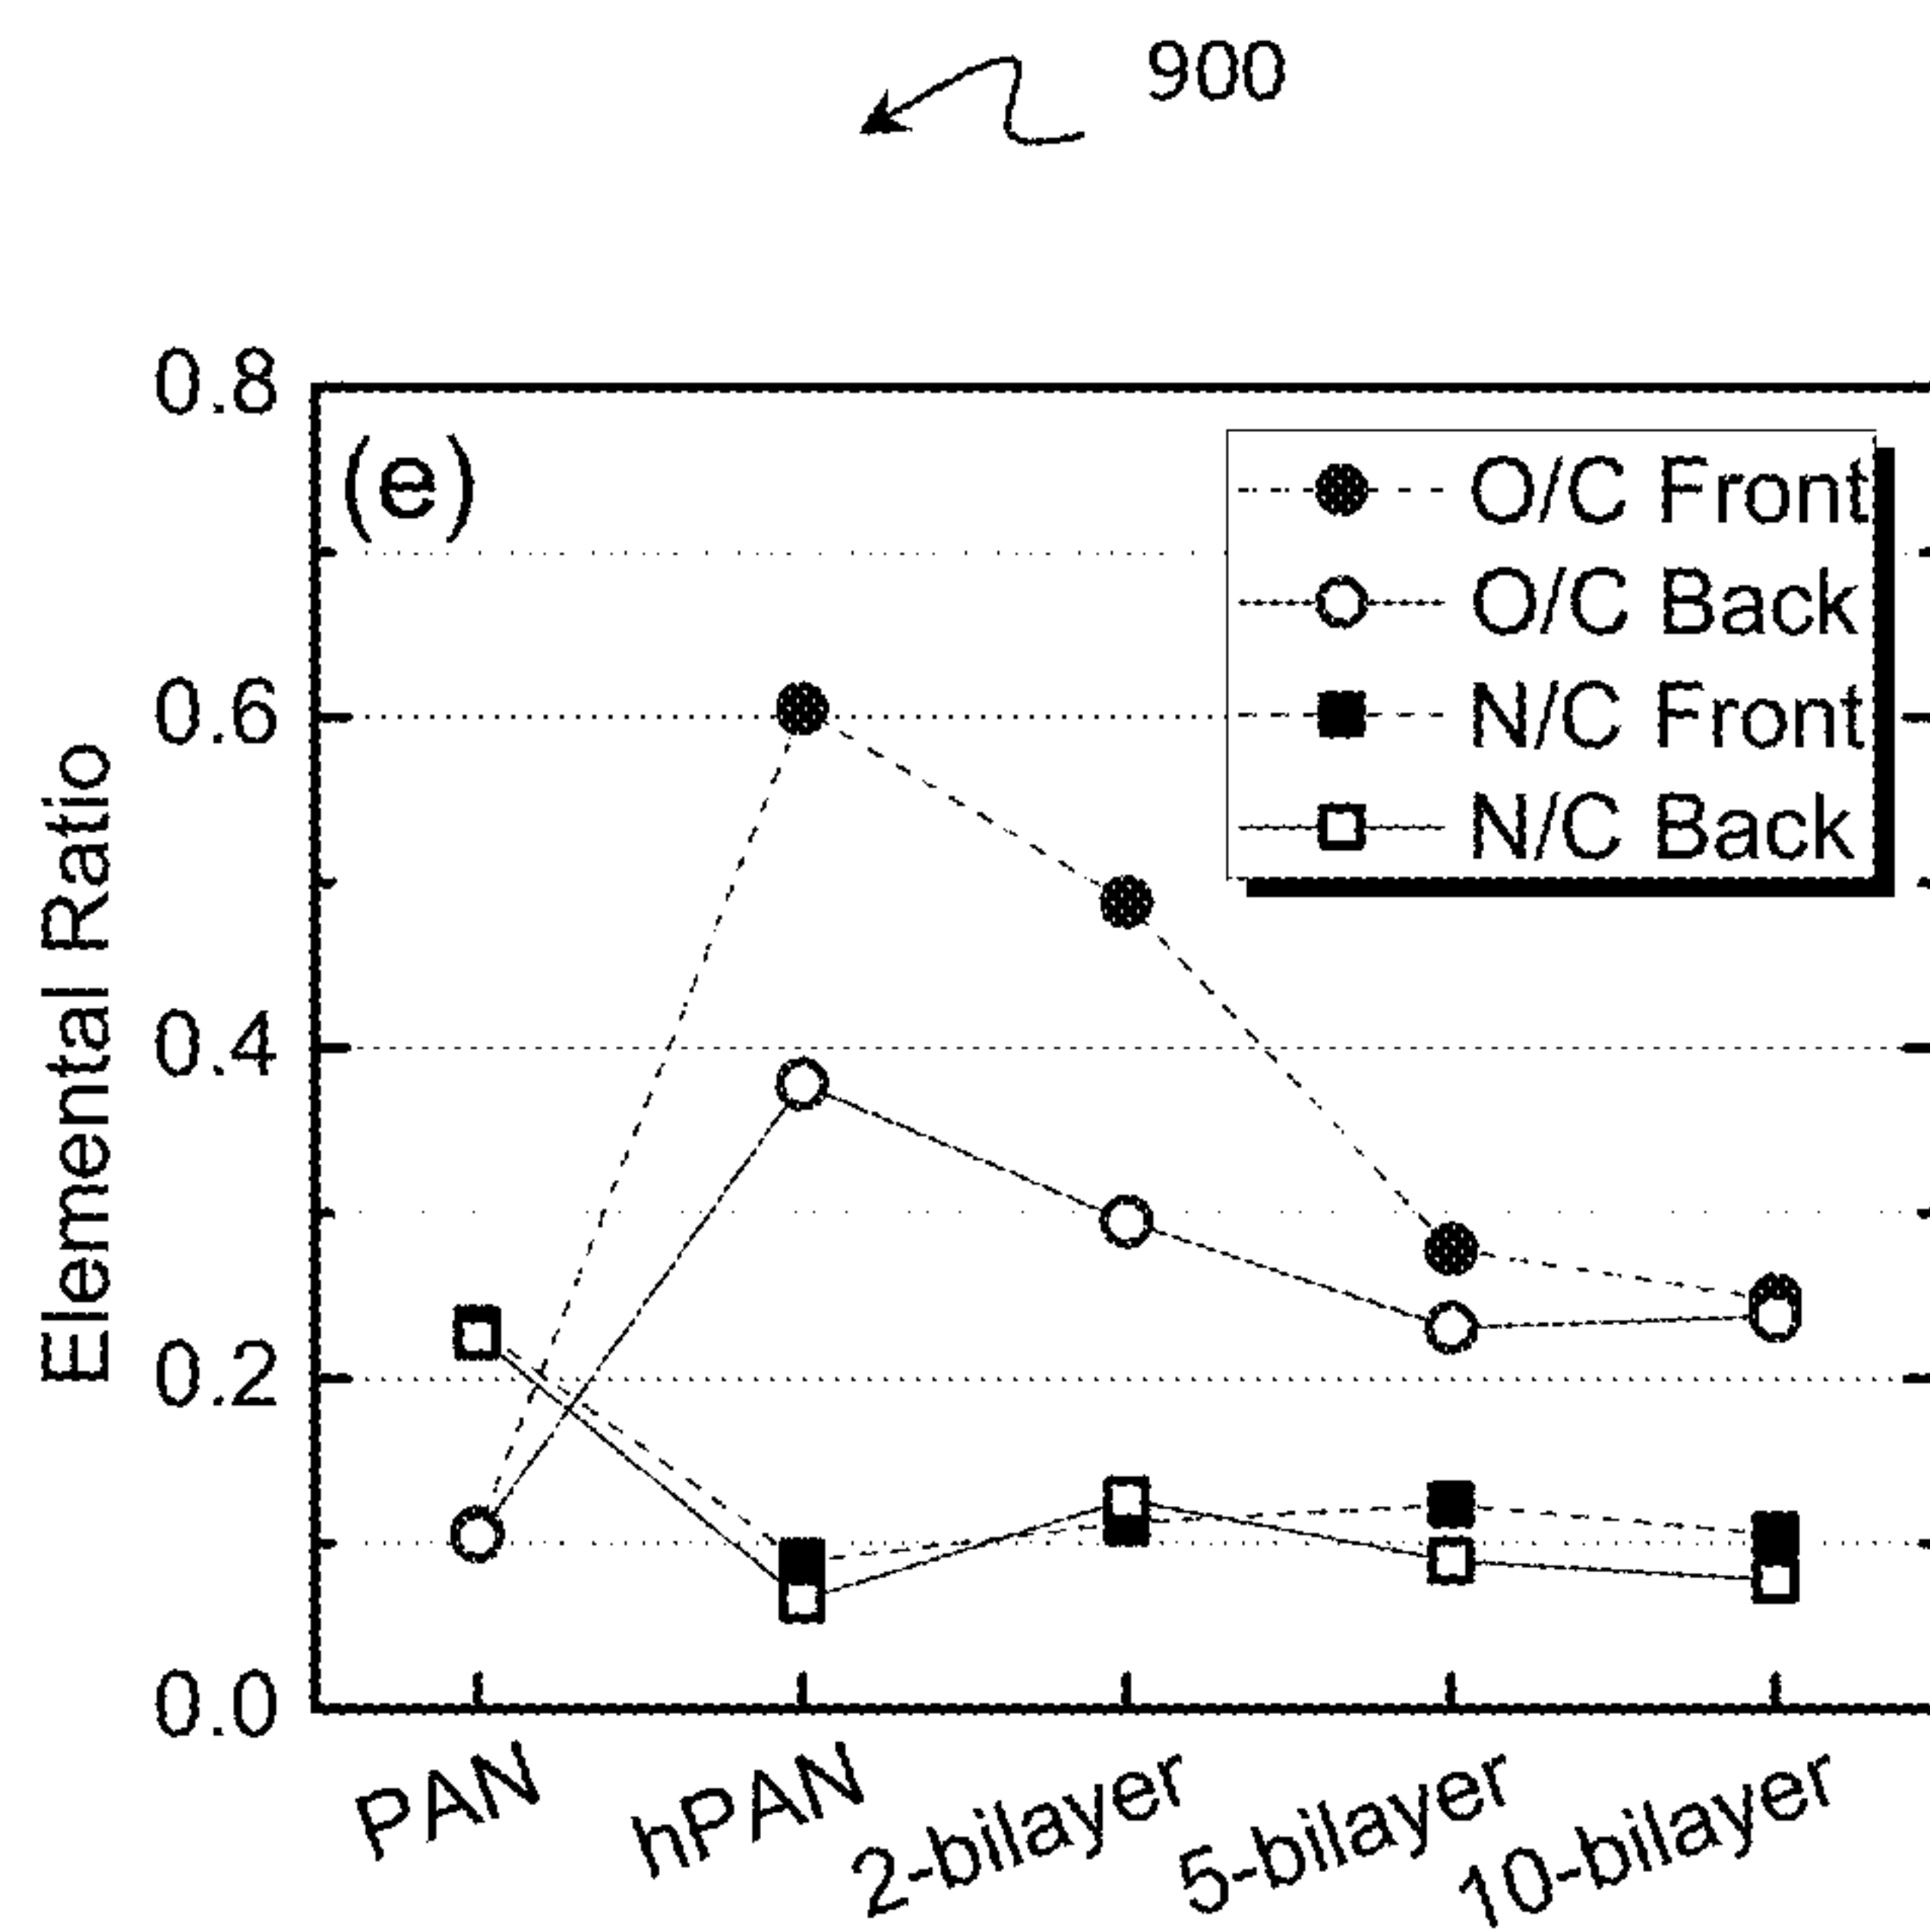 900
0.8
(e)
O/C Front
O/C Back
0.6
N/C Front
N/C Back
Elemental Ratio
0.4
0.2
0.0
PAN
hPAN
2-bilayer
5-bilayer
10-bilayer